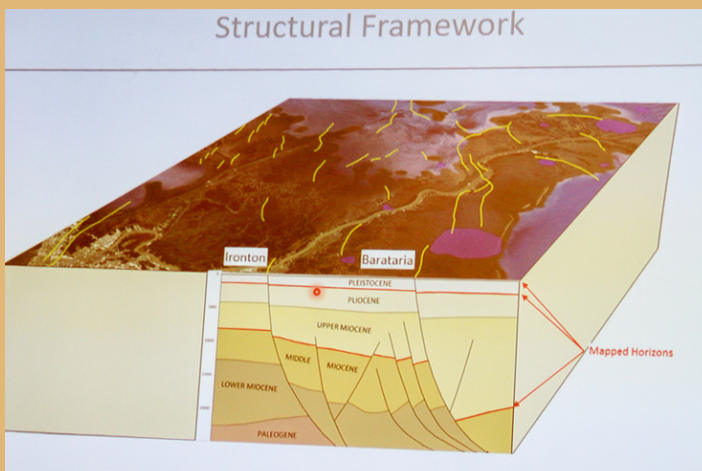 Structural Framework
Ironton
Barataria
PLEISTOCENE
PLIOCENE
UPPER MIOCENE
MIDDLE
MIOCENE
LOWER MIOCENE
PALEOGENE
Mapped Horizons